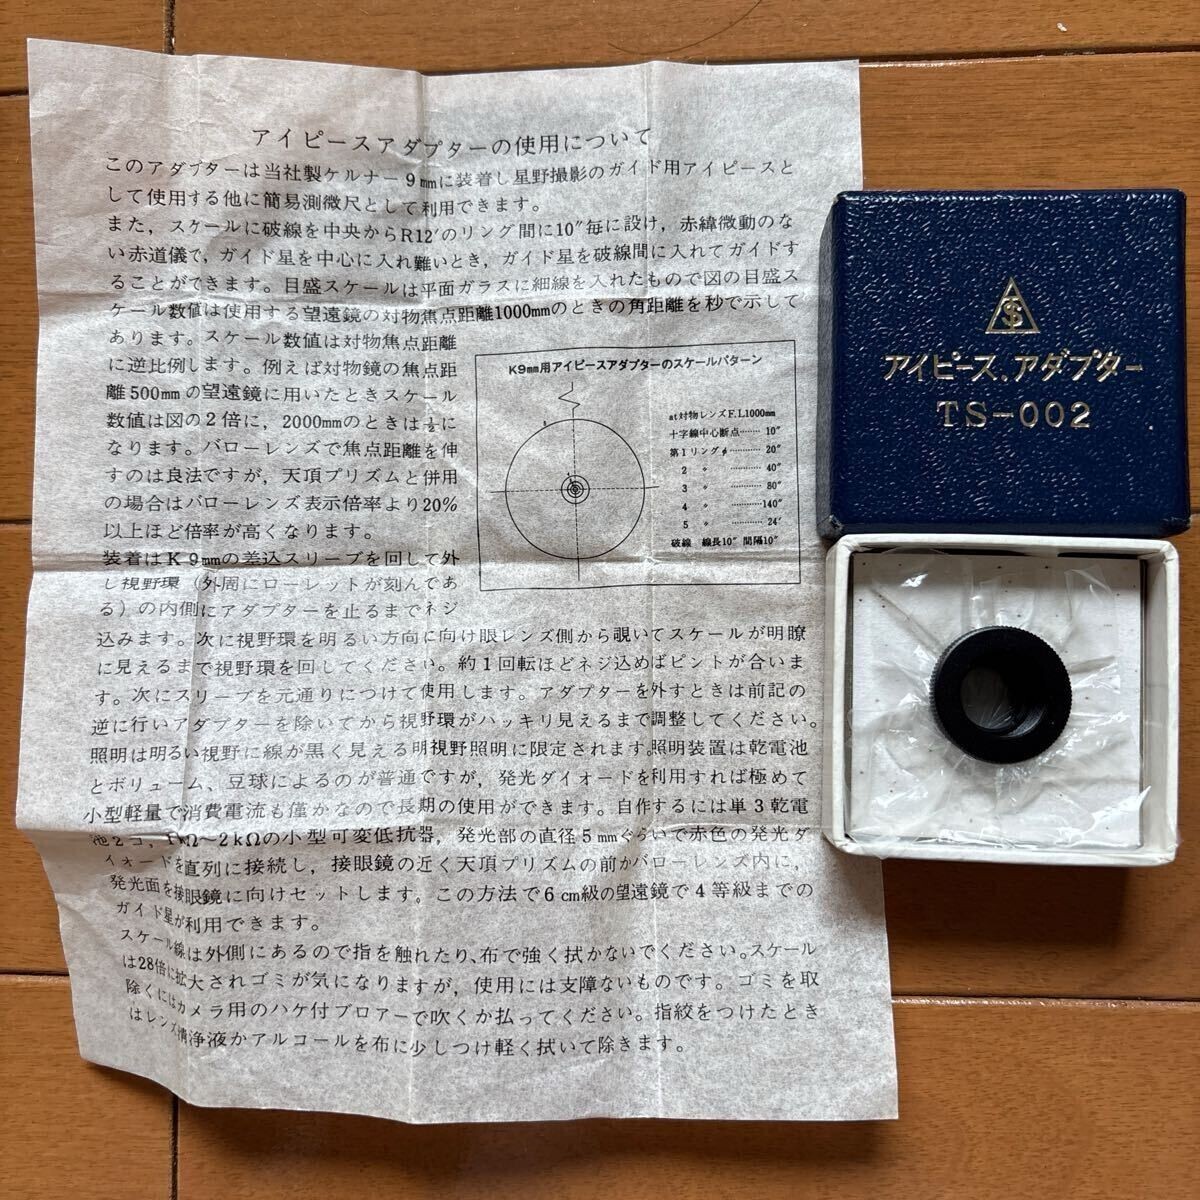 アイピースアダプターの使用について
このアダプターは当社製ケルナー9mmに装着し星野撮影のガイド用アイピースと
して使用する他に簡易測微尺として利用できます。
また，スケールに破線を中央からR12′のリング間に10″毎に設け，赤緯微動のな
い赤道儀で，ガイド星を中心に入れ難いとき，ガイド星を破線間に入れてガイドす
ることができます。目盛スケールは平面ガラスに細線を入れたもので図の目盛ス
ケール数値は使用する望遠鏡の対物焦点距離1000mmのときの角距離を秒で示して
あります。スケール数値は対物焦点距離
に逆比例します。例えば対物鏡の焦点距
離500mmの望遠鏡に用いたときスケール
数値は図の2倍に，2000mmのときは½に
なります。バローレンズで焦点距離を伸
すのは良法ですが，天頂プリズムと併用
の場合はバローレンズ表示倍率より20%
以上ほど倍率が高くなります。
装着はK9mmの差込スリーブを回して外
し視野環（外周にローレットが刻んであ
る）の内側にアダプターを止るまでネジ
込みます。次に視野環を明るい方向に向け眼レンズ側から覗いてスケールが明瞭
に見えるまで視野環を回してください。約1回転ほどネジ込めばピントが合いま
す。次にスリーブを元通りにつけて使用します。アダプターを外すときは前記の
逆に行いアダプターを除いてから視野環がハッキリ見えるまで調整してください。
照明は明るい視野に線が黒く見える明視野照明に限定されます。照明装置は乾電池
とボリューム、豆球によるのが普通ですが，発光ダイオードを利用すれば極めて
小型軽量で消費電流も僅かなので長期の使用ができます。自作するには単3乾電
池2コ，1kΩ〜2kΩの小型可変低抗器，発光部の直径5mmぐらいで赤色の発光ダ
イオードを直列に接続し，接眼鏡の近く天頂プリズムの前かバローレンズ内に，
発光面を接眼鏡に向けセットします。この方法で6cm級の望遠鏡で4等級までの
ガイド星が利用できます。
スケール線は外側にあるので指を触れたり、布で強く拭かないでください。スケール
は28倍に拡大されゴミが気になりますが，使用には支障ないものです。ゴミを取
除くにはカメラ用のハケ付ブロアーで吹くか払ってください。指紋をつけたとき
はレンズ清浄液かアルコールを布に少しつけ軽く拭いて除きます。
K9mm用アイピースアダプターのスケールパターン
at対物レンズF.L1000mm
十字線中心断点……10″
第1リングφ…………20″
2 〃 …………40″
3 〃 …………80″
4 〃 …………140″
5 〃 …………24′
破線 線長10″ 間隔10″
アイピース、アダプター
TS-002